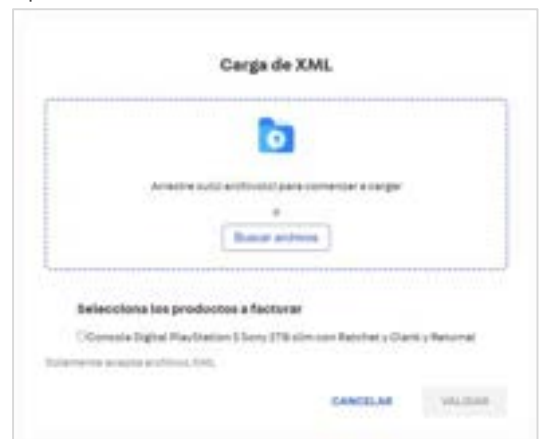 Carga de XML
Arrastre su(s) archivo(s) para comenzar a cargar
o
Buscar archivos
Selecciona los productos a facturar
Consola Digital PlayStation 5 Sony 1TB slim con Ratchet y Clank y Returnal
Solamente acepta archivos XML
CANCELAR
VALIDAR